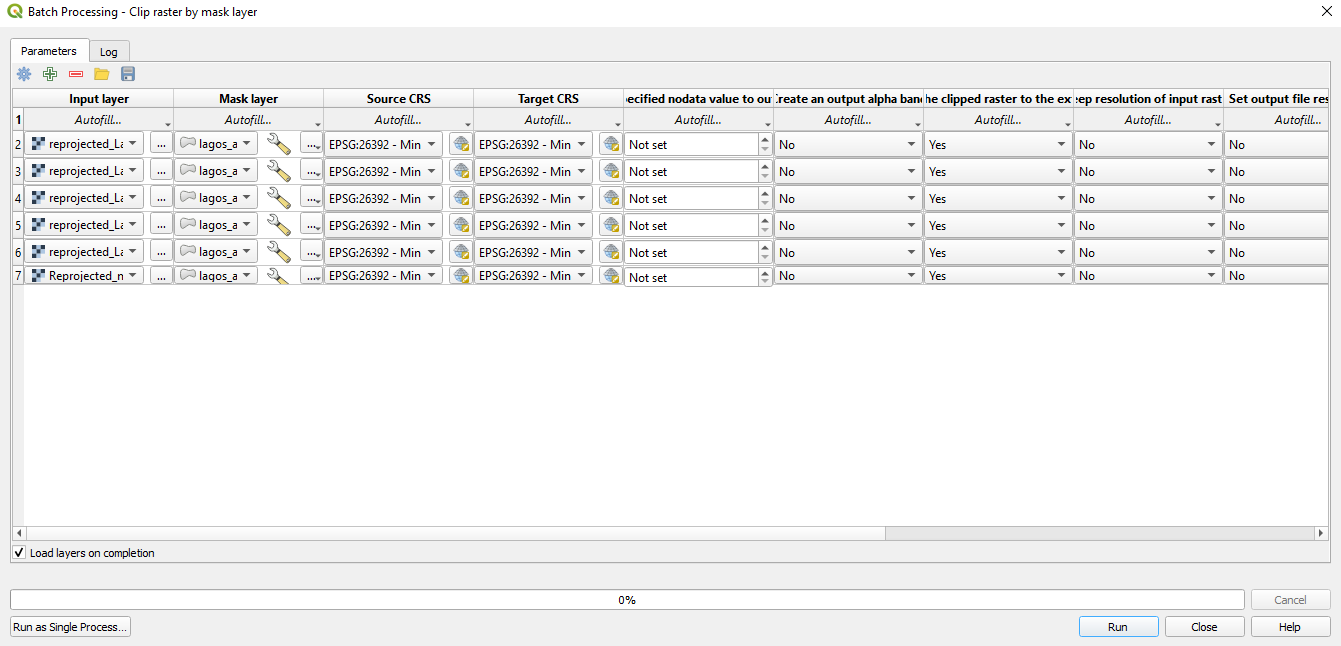 Batch Processing - Clip raster by mask layer
Parameters Log
Input layer Mask layer Source CRS Target CRS ecified nodata value to ou Create an output alpha ban he clipped raster to the ex eep resolution of input rast Set output file res
1 Autofill... Autofill... Autofill... Autofill... Autofill... Autofill... Autofill... Autofill... Autofill...
2 reprojected_La ... lagos_a ... EPSG:26392 - Min EPSG:26392 - Min Not set No Yes No No
3 reprojected_La ... lagos_a ... EPSG:26392 - Min EPSG:26392 - Min Not set No Yes No No
4 reprojected_La ... lagos_a ... EPSG:26392 - Min EPSG:26392 - Min Not set No Yes No No
5 reprojected_La ... lagos_a ... EPSG:26392 - Min EPSG:26392 - Min Not set No Yes No No
6 reprojected_La ... lagos_a ... EPSG:26392 - Min EPSG:26392 - Min Not set No Yes No No
7 Reprojected_n ... lagos_a ... EPSG:26392 - Min EPSG:26392 - Min Not set No Yes No No
Load layers on completion
0% Cancel
Run as Single Process... Run Close Help